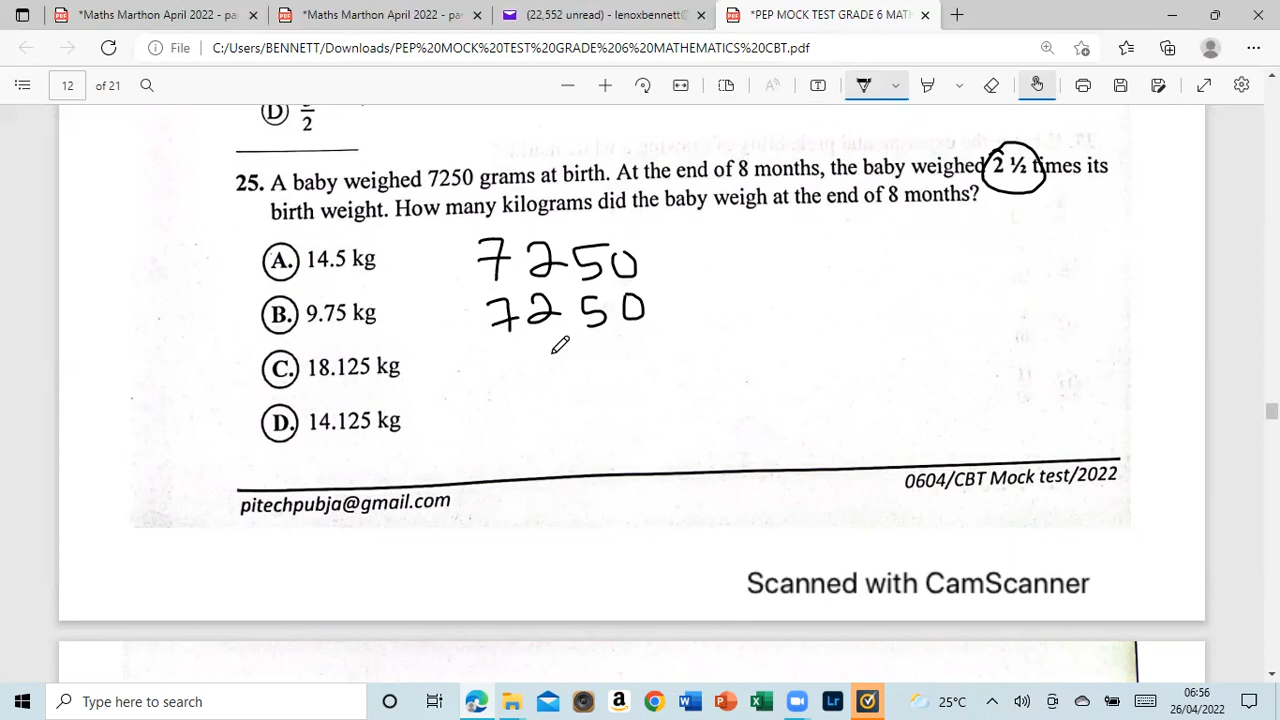 *Maths Marthon April 2022 - pe
*Maths Marthon April 2022 - pe
(22,552 unread) - lenoxbennett@
*PEP MOCK TEST GRADE 6 MATH
File C:/Users/BENNETT/Downloads/PEP%20MOCK%20TEST%20GRADE%206%20MATHEMATICS%20CBT.pdf
12 of 21
D 2
25. A baby weighed 7250 grams at birth. At the end of 8 months, the baby weighed 2 ½ times its
birth weight. How many kilograms did the baby weigh at the end of 8 months?
A. 14.5 kg
B. 9.75 kg
C. 18.125 kg
D. 14.125 kg
7250
7250
pitechpubja@gmail.com
0604/CBT Mock test/2022
Scanned with CamScanner
Type here to search
25°C
06:56
26/04/2022